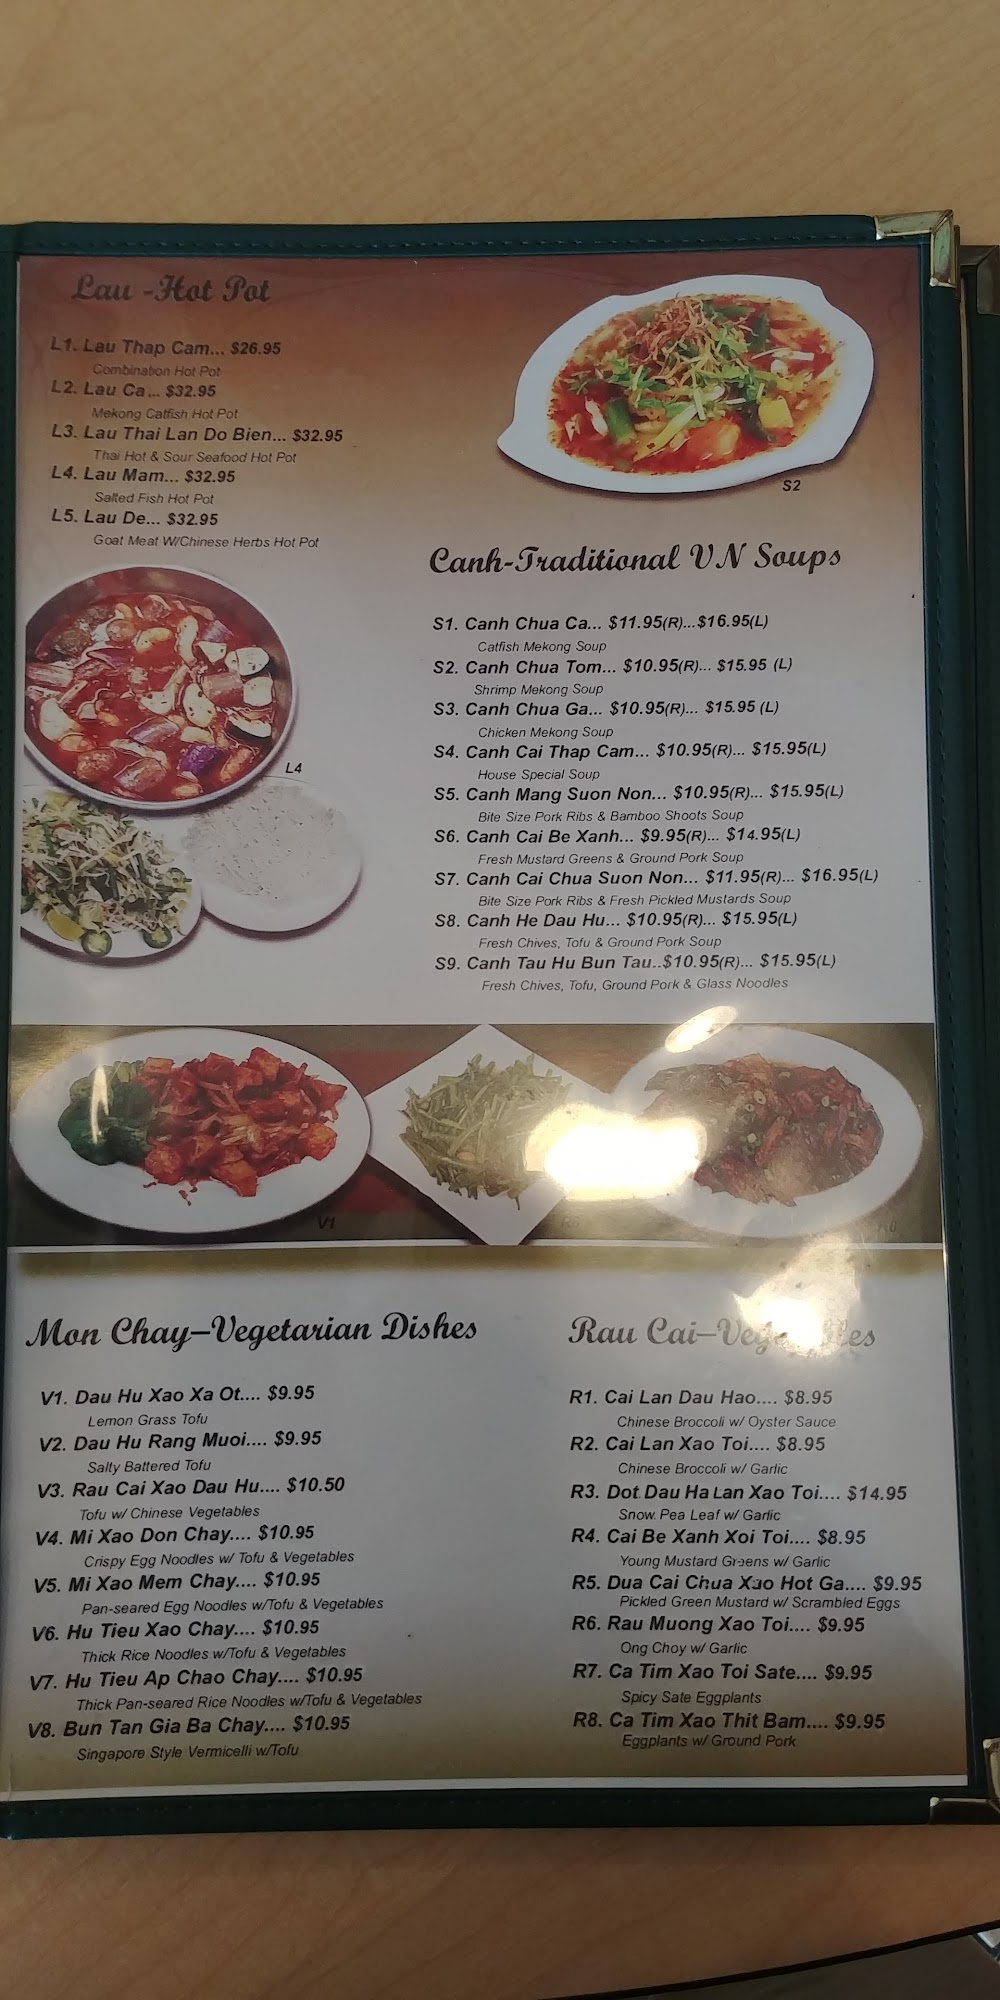 Lau -Hot Pot
L1. Lau Thap Cam... $26.95
Combination Hot Pot
L2. Lau Ca... $32.95
Mekong Catfish Hot Pot
L3. Lau Thai Lan Do Bien... $32.95
Thai Hot & Sour Seafood Hot Pot
L4. Lau Mam... $32.95
Salted Fish Hot Pot
L5. Lau De... $32.95
Goat Meat W/Chinese Herbs Hot Pot
S2
L4
Canh-Traditional VN Soups
S1. Canh Chua Ca... $11.95(R)...$16.95(L)
Catfish Mekong Soup
S2. Canh Chua Tom... $10.95(R)... $15.95 (L)
Shrimp Mekong Soup
S3. Canh Chua Ga... $10.95(R)... $15.95 (L)
Chicken Mekong Soup
S4. Canh Cai Thap Cam... $10.95(R)... $15.95(L)
House Special Soup
S5. Canh Mang Suon Non... $10.95(R)... $15.95(L)
Bite Size Pork Ribs & Bamboo Shoots Soup
S6. Canh Cai Be Xanh... $9.95(R)... $14.95(L)
Fresh Mustard Greens & Ground Pork Soup
S7. Canh Cai Chua Suon Non... $11.95(R)... $16.95(L)
Bite Size Pork Ribs & Fresh Pickled Mustards Soup
S8. Canh He Dau Hu... $10.95(R)... $15.95(L)
Fresh Chives, Tofu & Ground Pork Soup
S9. Canh Tau Hu Bun Tau..$10.95(R)... $15.95(L)
Fresh Chives, Tofu, Ground Pork & Glass Noodles
V1
R8
Mon Chay–Vegetarian Dishes
V1. Dau Hu Xao Xa Ot.... $9.95
Lemon Grass Tofu
V2. Dau Hu Rang Muoi.... $9.95
Salty Battered Tofu
V3. Rau Cai Xao Dau Hu.... $10.50
Tofu w/ Chinese Vegetables
V4. Mi Xao Don Chay.... $10.95
Crispy Egg Noodles w/ Tofu & Vegetables
V5. Mi Xao Mem Chay.... $10.95
Pan-seared Egg Noodles w/Tofu & Vegetables
V6. Hu Tieu Xao Chay.... $10.95
Thick Rice Noodles w/Tofu & Vegetables
V7. Hu Tieu Ap Chao Chay.... $10.95
Thick Pan-seared Rice Noodles w/Tofu & Vegetables
V8. Bun Tan Gia Ba Chay.... $10.95
Singapore Style Vermicelli w/Tofu
Rau Cai–Vegetables
R1. Cai Lan Dau Hao.... $8.95
Chinese Broccoli w/ Oyster Sauce
R2. Cai Lan Xao Toi.... $8.95
Chinese Broccoli w/ Garlic
R3. Dot Dau Ha Lan Xao Toi.... $14.95
Snow Pea Leaf w/ Garlic
R4. Cai Be Xanh Xoi Toi.... $8.95
Young Mustard Greens w/ Garlic
R5. Dua Cai Chua Xao Hot Ga.... $9.95
Pickled Green Mustard w/ Scrambled Eggs
R6. Rau Muong Xao Toi.... $9.95
Ong Choy w/ Garlic
R7. Ca Tim Xao Toi Sate.... $9.95
Spicy Sate Eggplants
R8. Ca Tim Xao Thit Bam.... $9.95
Eggplants w/ Ground Pork